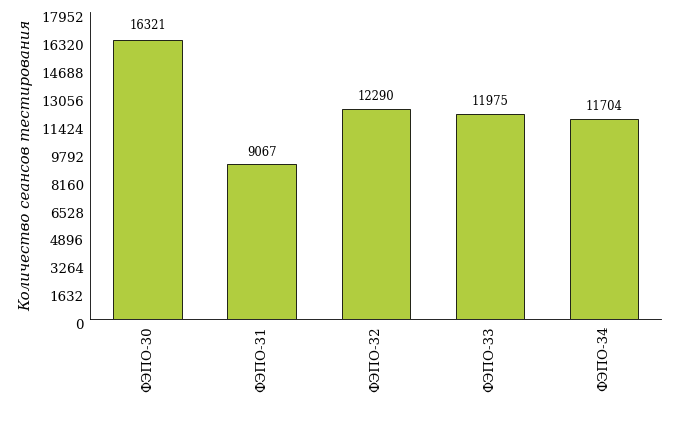 Количество сеансов тестирования
17952
16320
14688
13056
11424
9792
8160
6528
4896
3264
1632
0
16321
9067
12290
11975
11704
ФЭПО-30
ФЭПО-31
ФЭПО-32
ФЭПО-33
ФЭПО-34